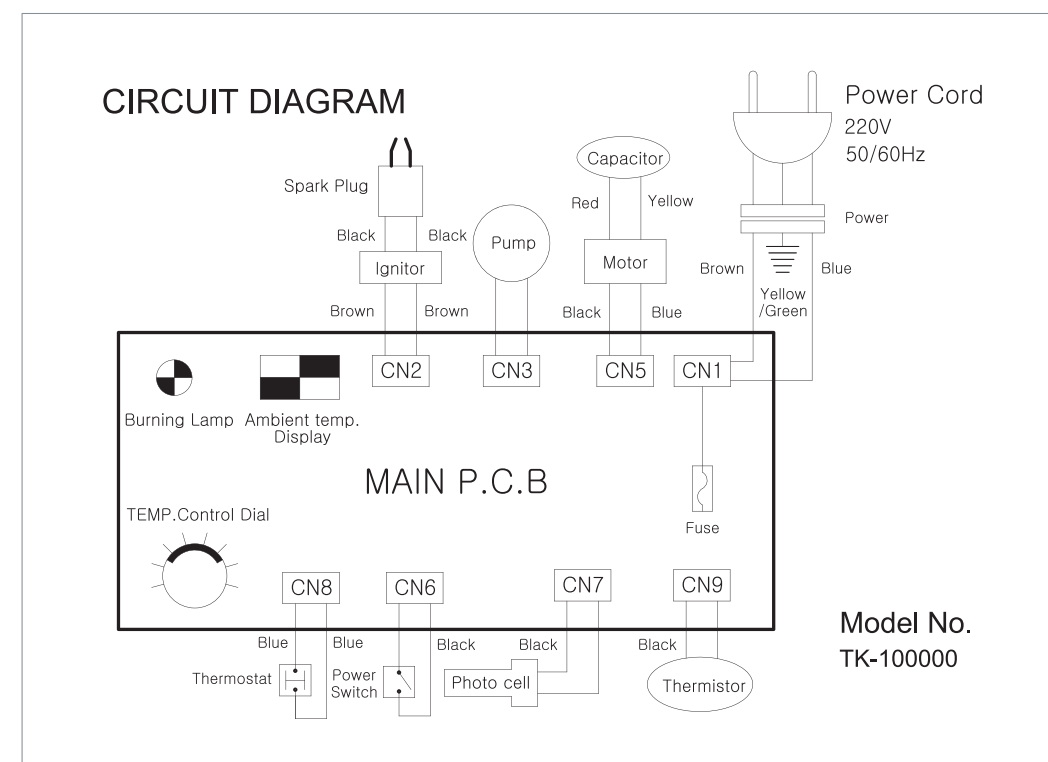 CIRCUIT DIAGRAM
Power Cord
220V
50/60Hz
Capacitor
Spark Plug
Red
Yellow
Power
Black
Black
Pump
Ignitor
Motor
Brown
Blue
Yellow
/Green
Brown
Brown
Black
Blue
CN2
CN3
CN5
CN1
Burning Lamp
Ambient temp.
Display
MAIN P.C.B
TEMP.Control Dial
Fuse
CN8
CN6
CN7
CN9
Blue
Blue
Black
Black
Black
Thermostat
Power
Switch
Photo cell
Thermistor
Model No.
TK-100000